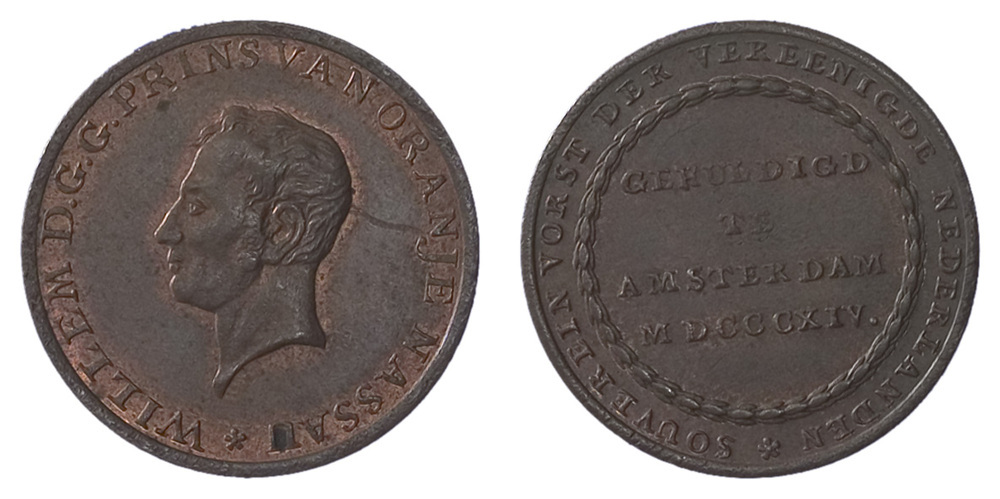 WILLEM D.G.G. PRINS VAN ORANJE NASSAU *
SOUVEREIN VORST DER VEREENIGDE NEDERLANDEN *
GEHULDIGD
TE
AMSTERDAM
MDCCCXIV.